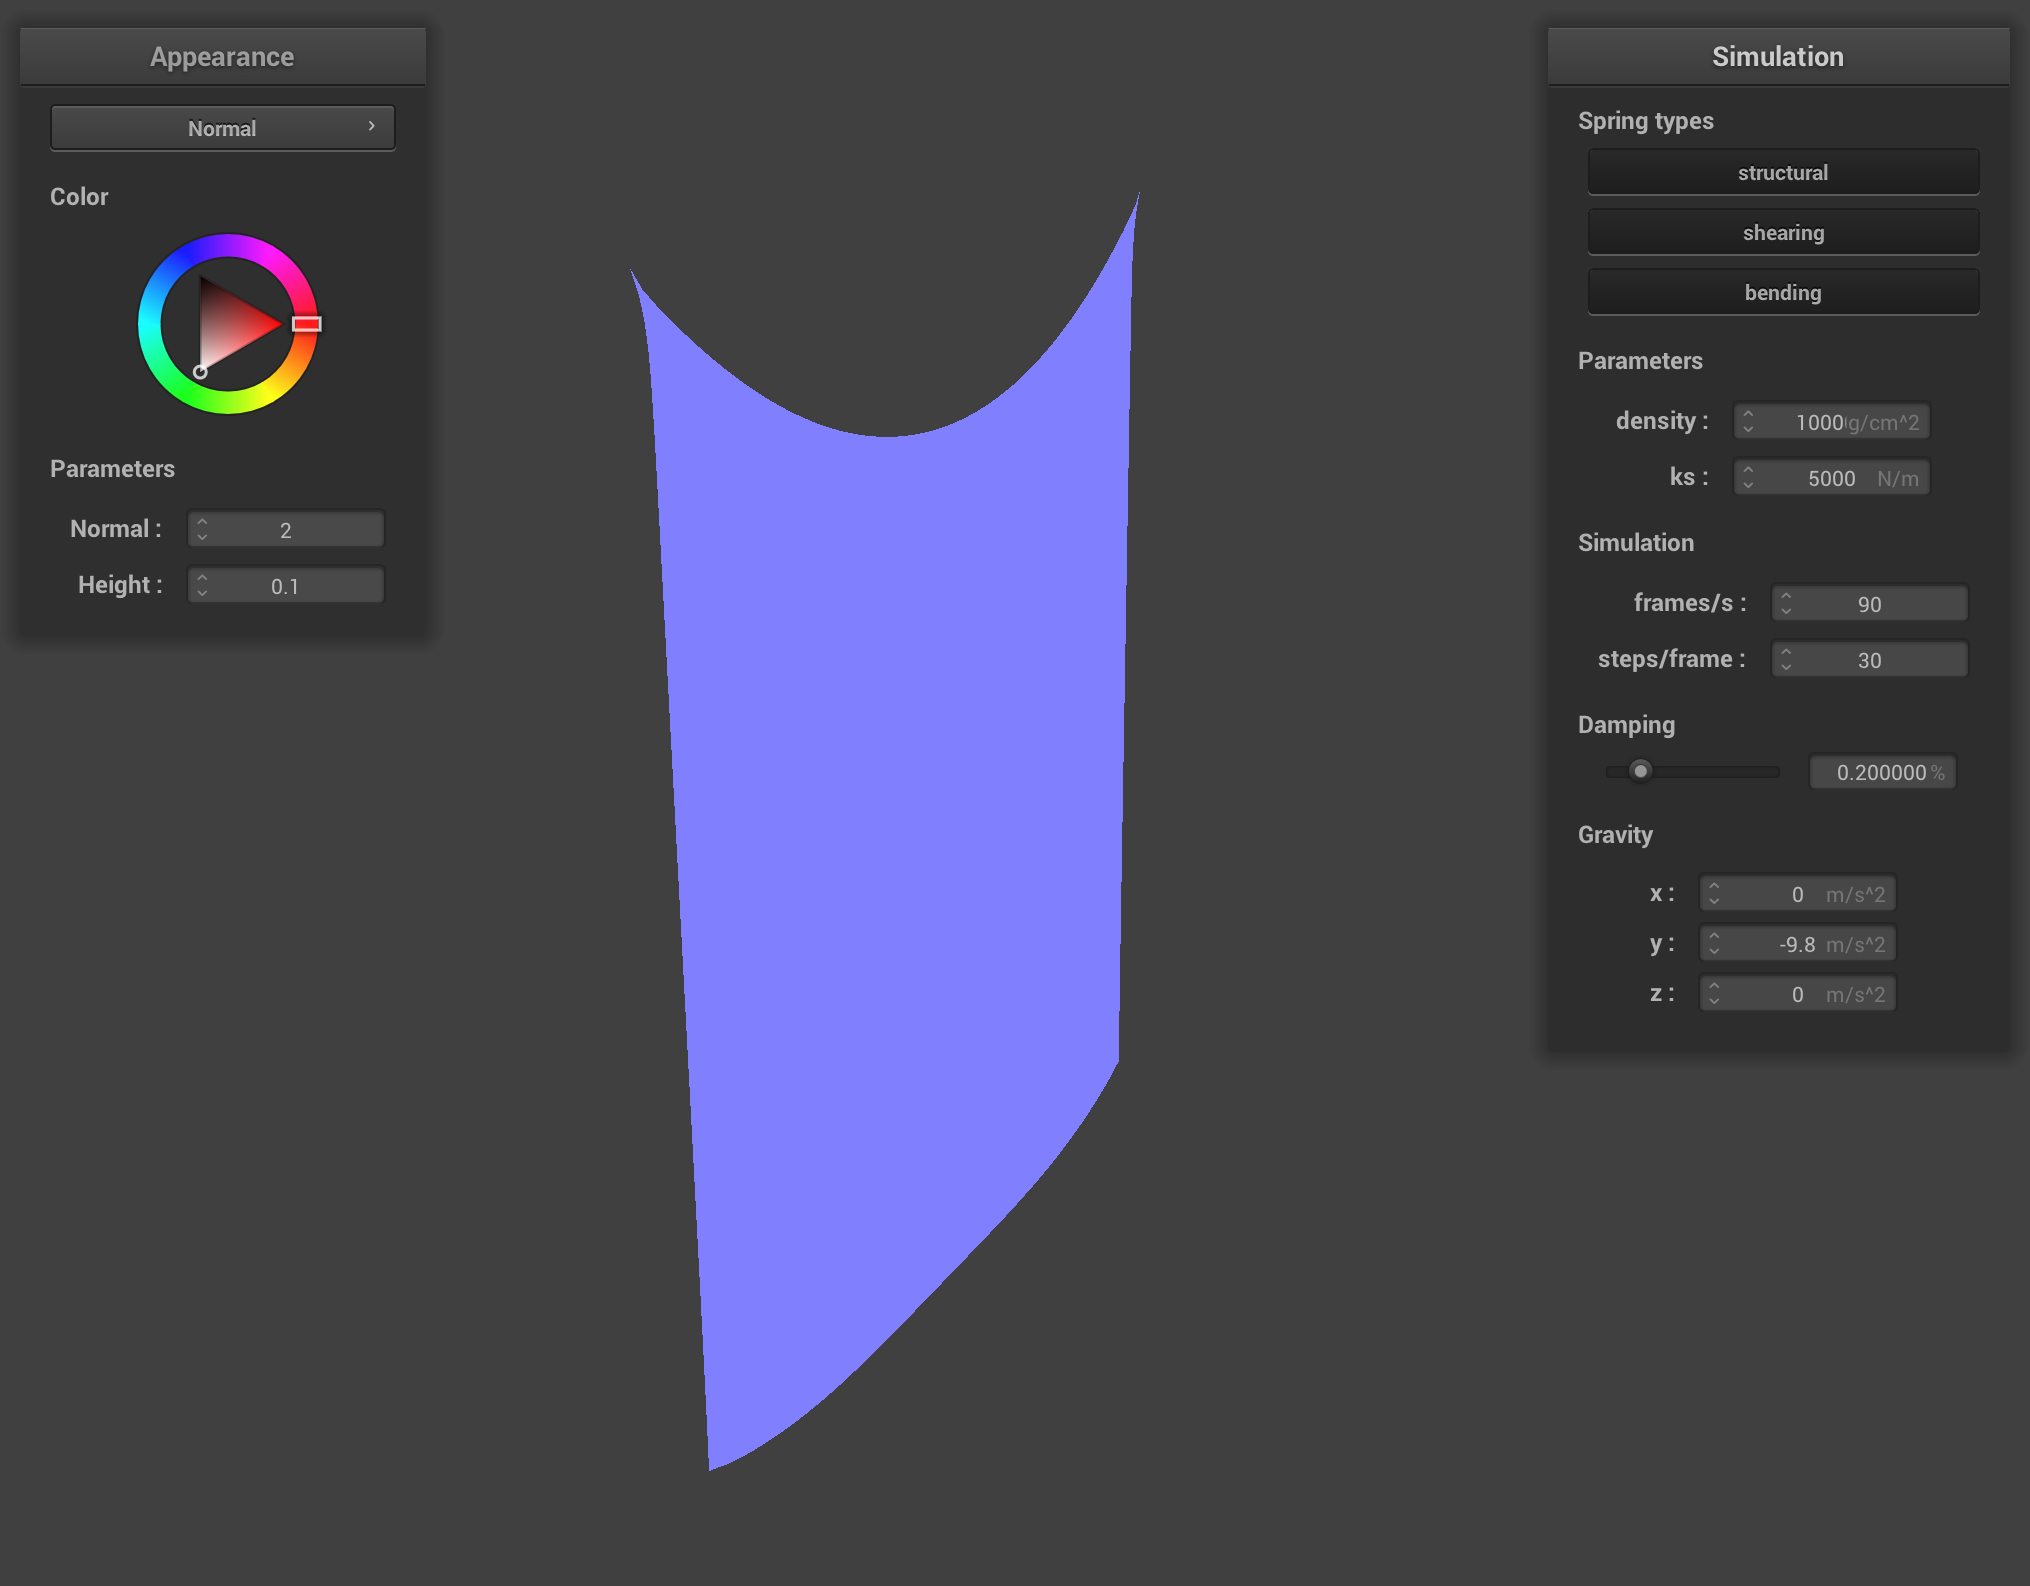 Appearance
Normal
Color
Parameters
Normal : 2
Height : 0.1
Simulation
Spring types
structural
shearing
bending
Parameters
density : 1000 g/cm^2
ks : 5000 N/m
Simulation
frames/s : 90
steps/frame : 30
Damping
0.200000 %
Gravity
x : 0 m/s^2
y : -9.8 m/s^2
z : 0 m/s^2